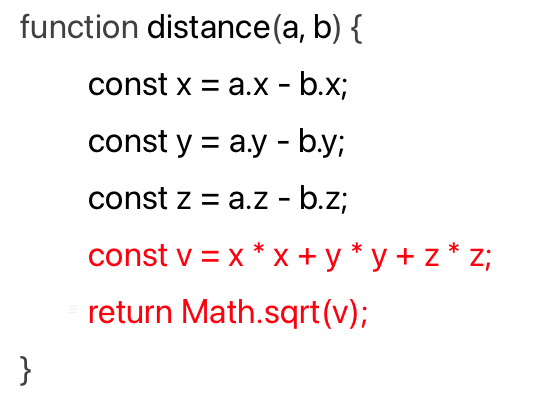 function distance(a, b) {
const x = a.x - b.x;
const y = a.y - b.y;
const z = a.z - b.z;
const v = x * x + y * y + z * z;
return Math.sqrt(v);
}